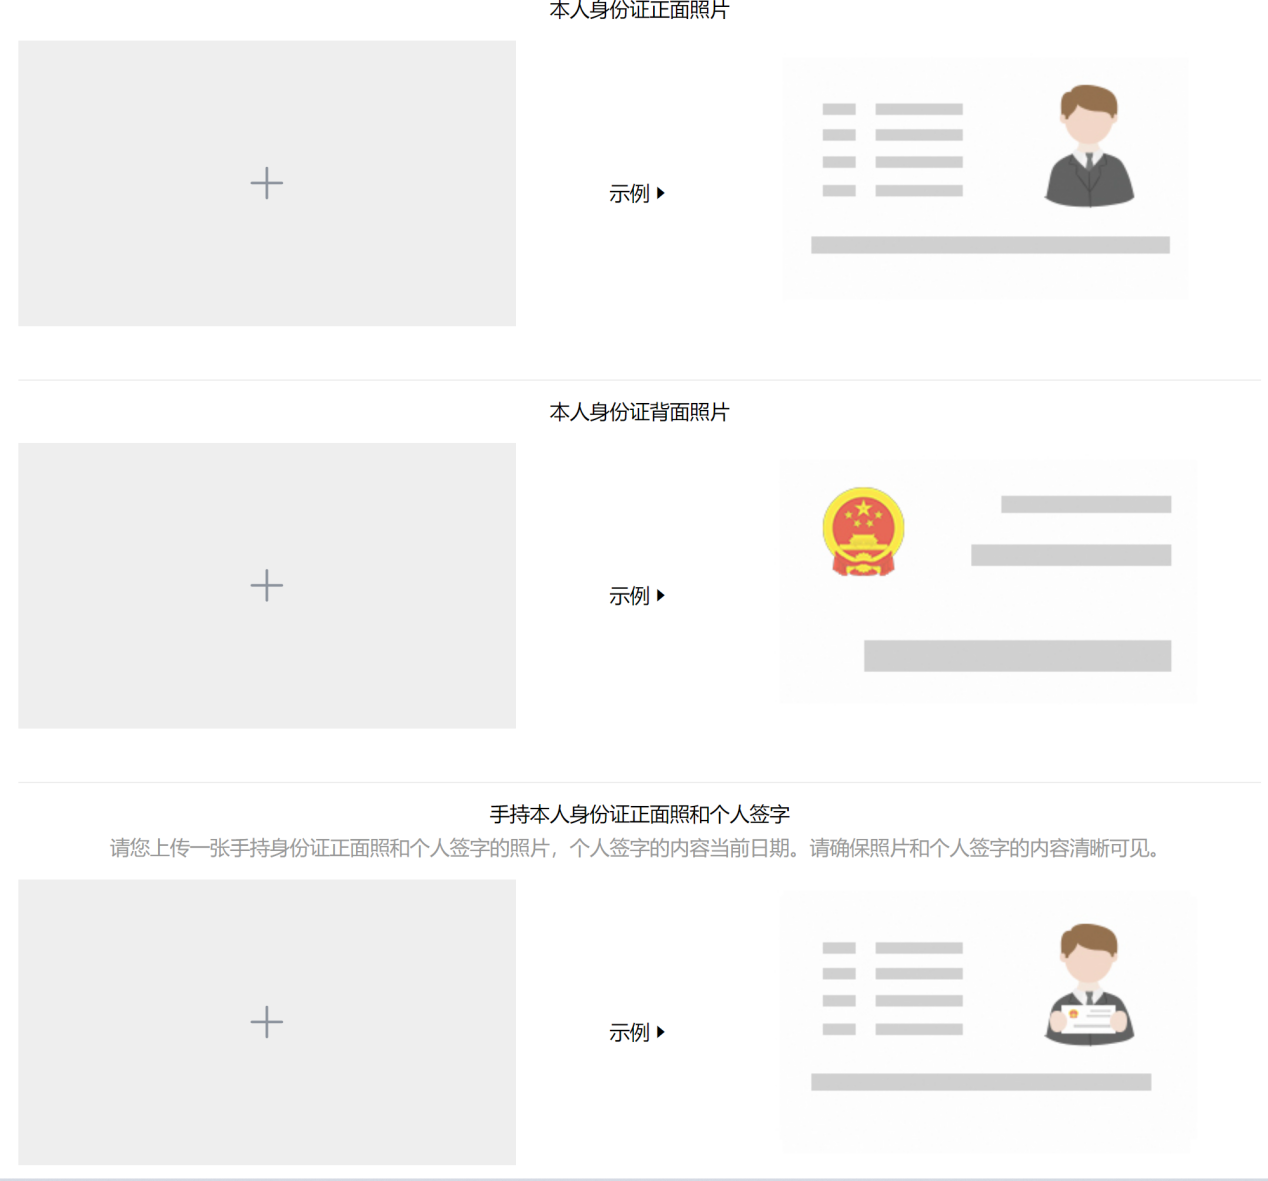 本人身份证正面照片
示例
本人身份证背面照片
示例
手持本人身份证正面照和个人签字
请您上传一张手持身份证正面照和个人签字的照片，个人签字的内容当前日期。请确保照片和个人签字的内容清晰可见。
示例